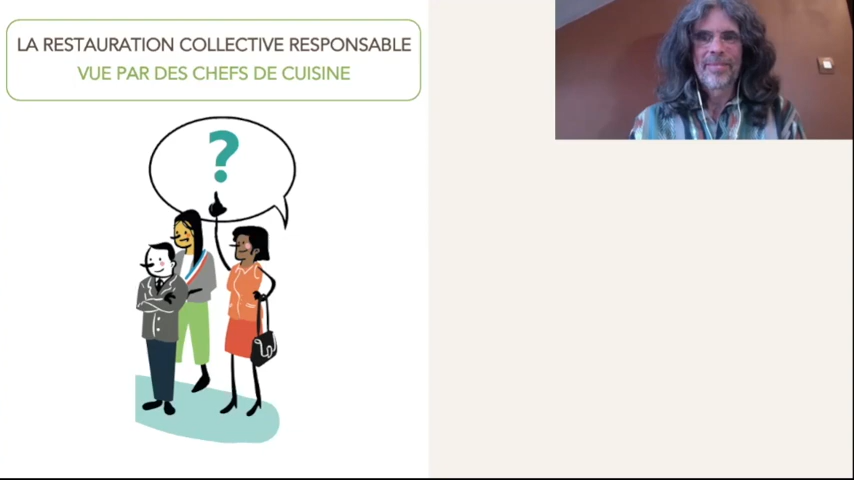 LA RESTAURATION COLLECTIVE RESPONSABLE
VUE PAR DES CHEFS DE CUISINE
?